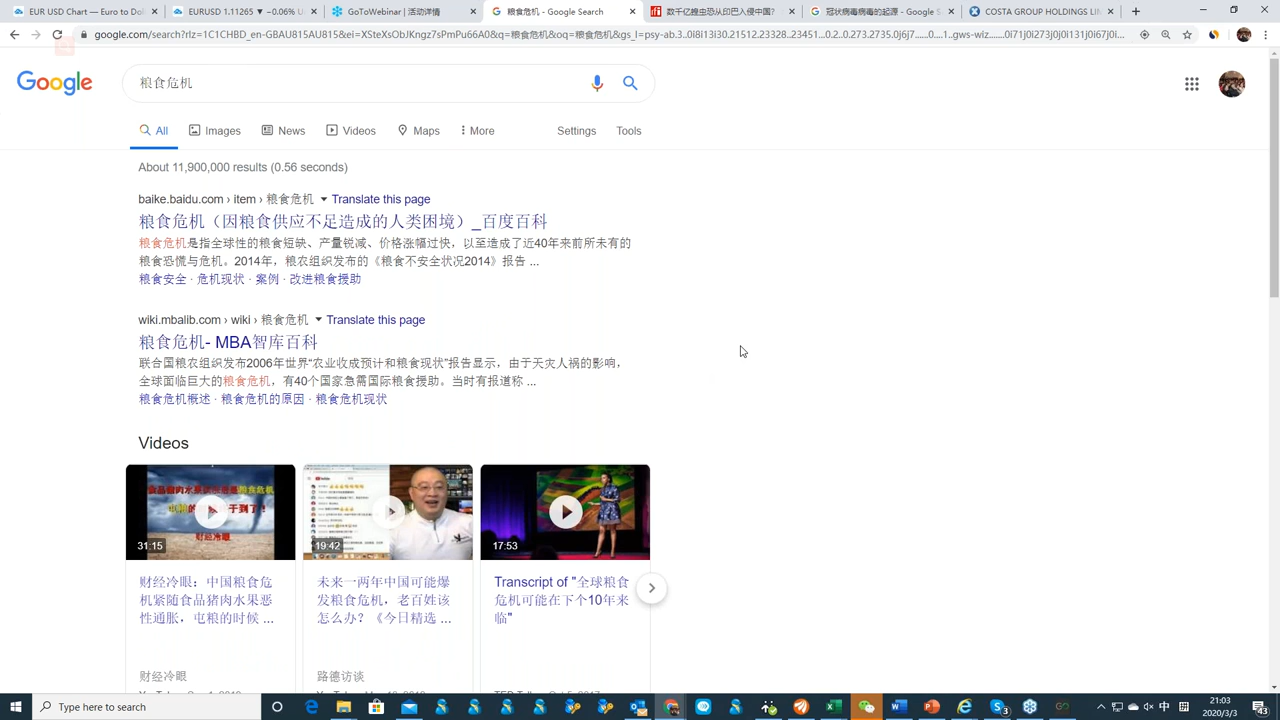 EUR USD Chart — Euro to Dol
EURUSD 1.11265 ▼ −0.06% U
GoToWebinar | 活动详情
粮食危机 - Google Search
数千亿蝗虫恐从印巴入侵中国?
冠状病毒病毒的起源 - Google S
COSTA GROUP HOLDINGS LIM
google.com/search?rlz=1C1CHBD_en-GBAU815AU815&ei=XSteXsObJKngz7sPmPu66A0&q=粮食危机&oq=粮食危机&gs_l=psy-ab.3..0i8i13i30.21512.23328..23451...0.2..0.273.2735.0j6j7......0....1..gws-wiz.......0i71j0i273j0j0i131j0i67j0i...
Google
粮食危机
All
Images
News
Videos
Maps
More
Settings
Tools
About 11,900,000 results (0.56 seconds)
baike.baidu.com › item › 粮食危机 ▼ Translate this page
粮食危机（因粮食供应不足造成的人类困境）_百度百科
粮食危机是指全球性的粮食短缺、产量锐减、价格涨幅过快，以至造成了近40年来前所未有的
粮食恐慌与危机。2014年，粮农组织发布的《粮食不安全状况2014》报告 ...
粮食安全 · 危机现状 · 案例 · 改进粮食援助
wiki.mbalib.com › wiki › 粮食危机 ▼ Translate this page
粮食危机- MBA智库百科
联合国粮农组织发布2006年世界“农业收成预计和粮食现状”报告显示，由于天灾人祸的影响，
全球面临巨大的粮食危机，有40个国家急需国际粮食援助。当时有报道称 ...
粮食危机概述 · 粮食危机的原因 · 粮食危机现状
Videos
财经冷眼
31:15
19:42
17:53
财经冷眼：中国粮食危
机紧随食品猪肉水果恶
性通胀，屯粮的时候 ...
未来一两年中国可能爆
发粮食危机，老百姓该
怎么办？《今日精选 ...
Transcript of "全球粮食
危机可能在下个10年来
临"
财经冷眼
路德访谈
Type here to search
中
拼
21:03
2020/3/3
43